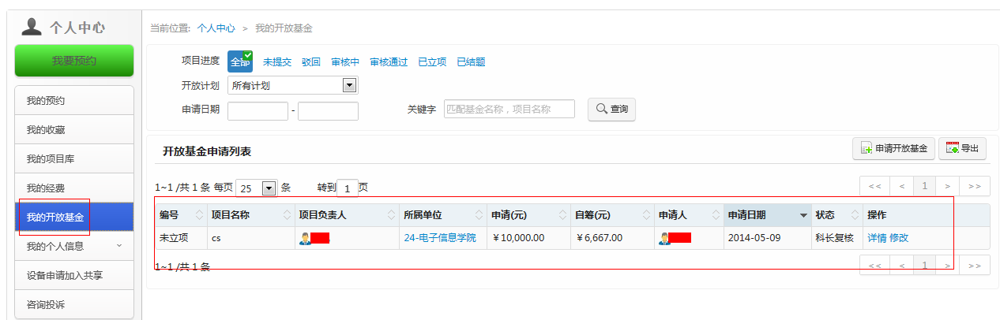 个人中心
当前位置: 个人中心 > 我的开放基金
我要预约
我的预约
我的收藏
我的项目库
我的经费
我的开放基金
我的个人信息
设备申请加入共享
咨询投诉
项目进度 全部 未提交 驳回 审核中 审核通过 已立项 已结题
开放计划 所有计划
申请日期 - 关键字 匹配基金名称，项目名称 查询
开放基金申请列表 申请开放基金 导出
1~1 /共 1 条 每页 25 条 转到 1 页 << < 1 > >>
编号 项目名称 项目负责人 所属单位 申请(元) 自筹(元) 申请人 申请日期 状态 操作
未立项 cs 24-电子信息学院 ￥10,000.00 ￥6,667.00 2014-05-09 科长复核 详情 修改
1~1 /共 1 条 << < 1 > >>